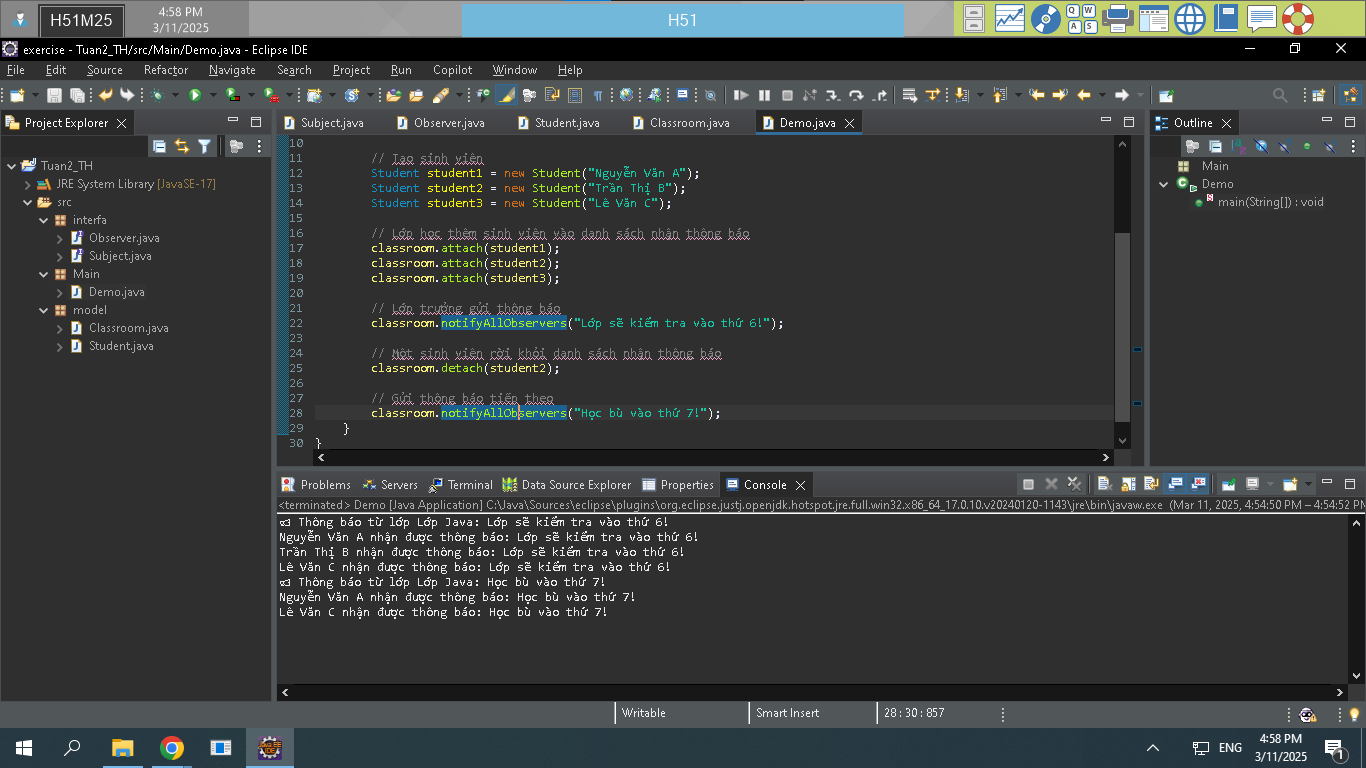 H51M25
4:58 PM
3/11/2025
H51
exercise - Tuan2_TH/src/Main/Demo.java - Eclipse IDE
File Edit Source Refactor Navigate Search Project Run Copilot Window Help
Project Explorer
Tuan2_TH
JRE System Library [JavaSE-17]
src
interfa
Observer.java
Subject.java
Main
Demo.java
model
Classroom.java
Student.java
Subject.java Observer.java Student.java Classroom.java Demo.java
10
11 // Tạo sinh viên
12 Student student1 = new Student("Nguyễn Văn A");
13 Student student2 = new Student("Trần Thị B");
14 Student student3 = new Student("Lê Văn C");
15
16 // Lớp học thêm sinh viên vào danh sách nhận thông báo
17 classroom.attach(student1);
18 classroom.attach(student2);
19 classroom.attach(student3);
20
21 // Lớp trưởng gửi thông báo
22 classroom.notifyAllObservers("Lớp sẽ kiểm tra vào thứ 6!");
23
24 // Một sinh viên rời khỏi danh sách nhận thông báo
25 classroom.detach(student2);
26
27 // Gửi thông báo tiếp theo
28 classroom.notifyAllObservers("Học bù vào thứ 7!");
29 }
30 }
Outline
Main
Demo
main(String[]) : void
Problems Servers Terminal Data Source Explorer Properties Console
<terminated> Demo [Java Application] C:\Java\Sources\eclipse\plugins\org.eclipse.justj.openjdk.hotspot.jre.full.win32.x86_64_17.0.10.v20240120-1143\jre\bin\javaw.exe (Mar 11, 2025, 4:54:50 PM – 4:54:52 PM
Thông báo từ lớp Lớp Java: Lớp sẽ kiểm tra vào thứ 6!
Nguyễn Văn A nhận được thông báo: Lớp sẽ kiểm tra vào thứ 6!
Trần Thị B nhận được thông báo: Lớp sẽ kiểm tra vào thứ 6!
Lê Văn C nhận được thông báo: Lớp sẽ kiểm tra vào thứ 6!
Thông báo từ lớp Lớp Java: Học bù vào thứ 7!
Nguyễn Văn A nhận được thông báo: Học bù vào thứ 7!
Lê Văn C nhận được thông báo: Học bù vào thứ 7!
Writable Smart Insert 28 : 30 : 857
ENG
4:58 PM
3/11/2025
1